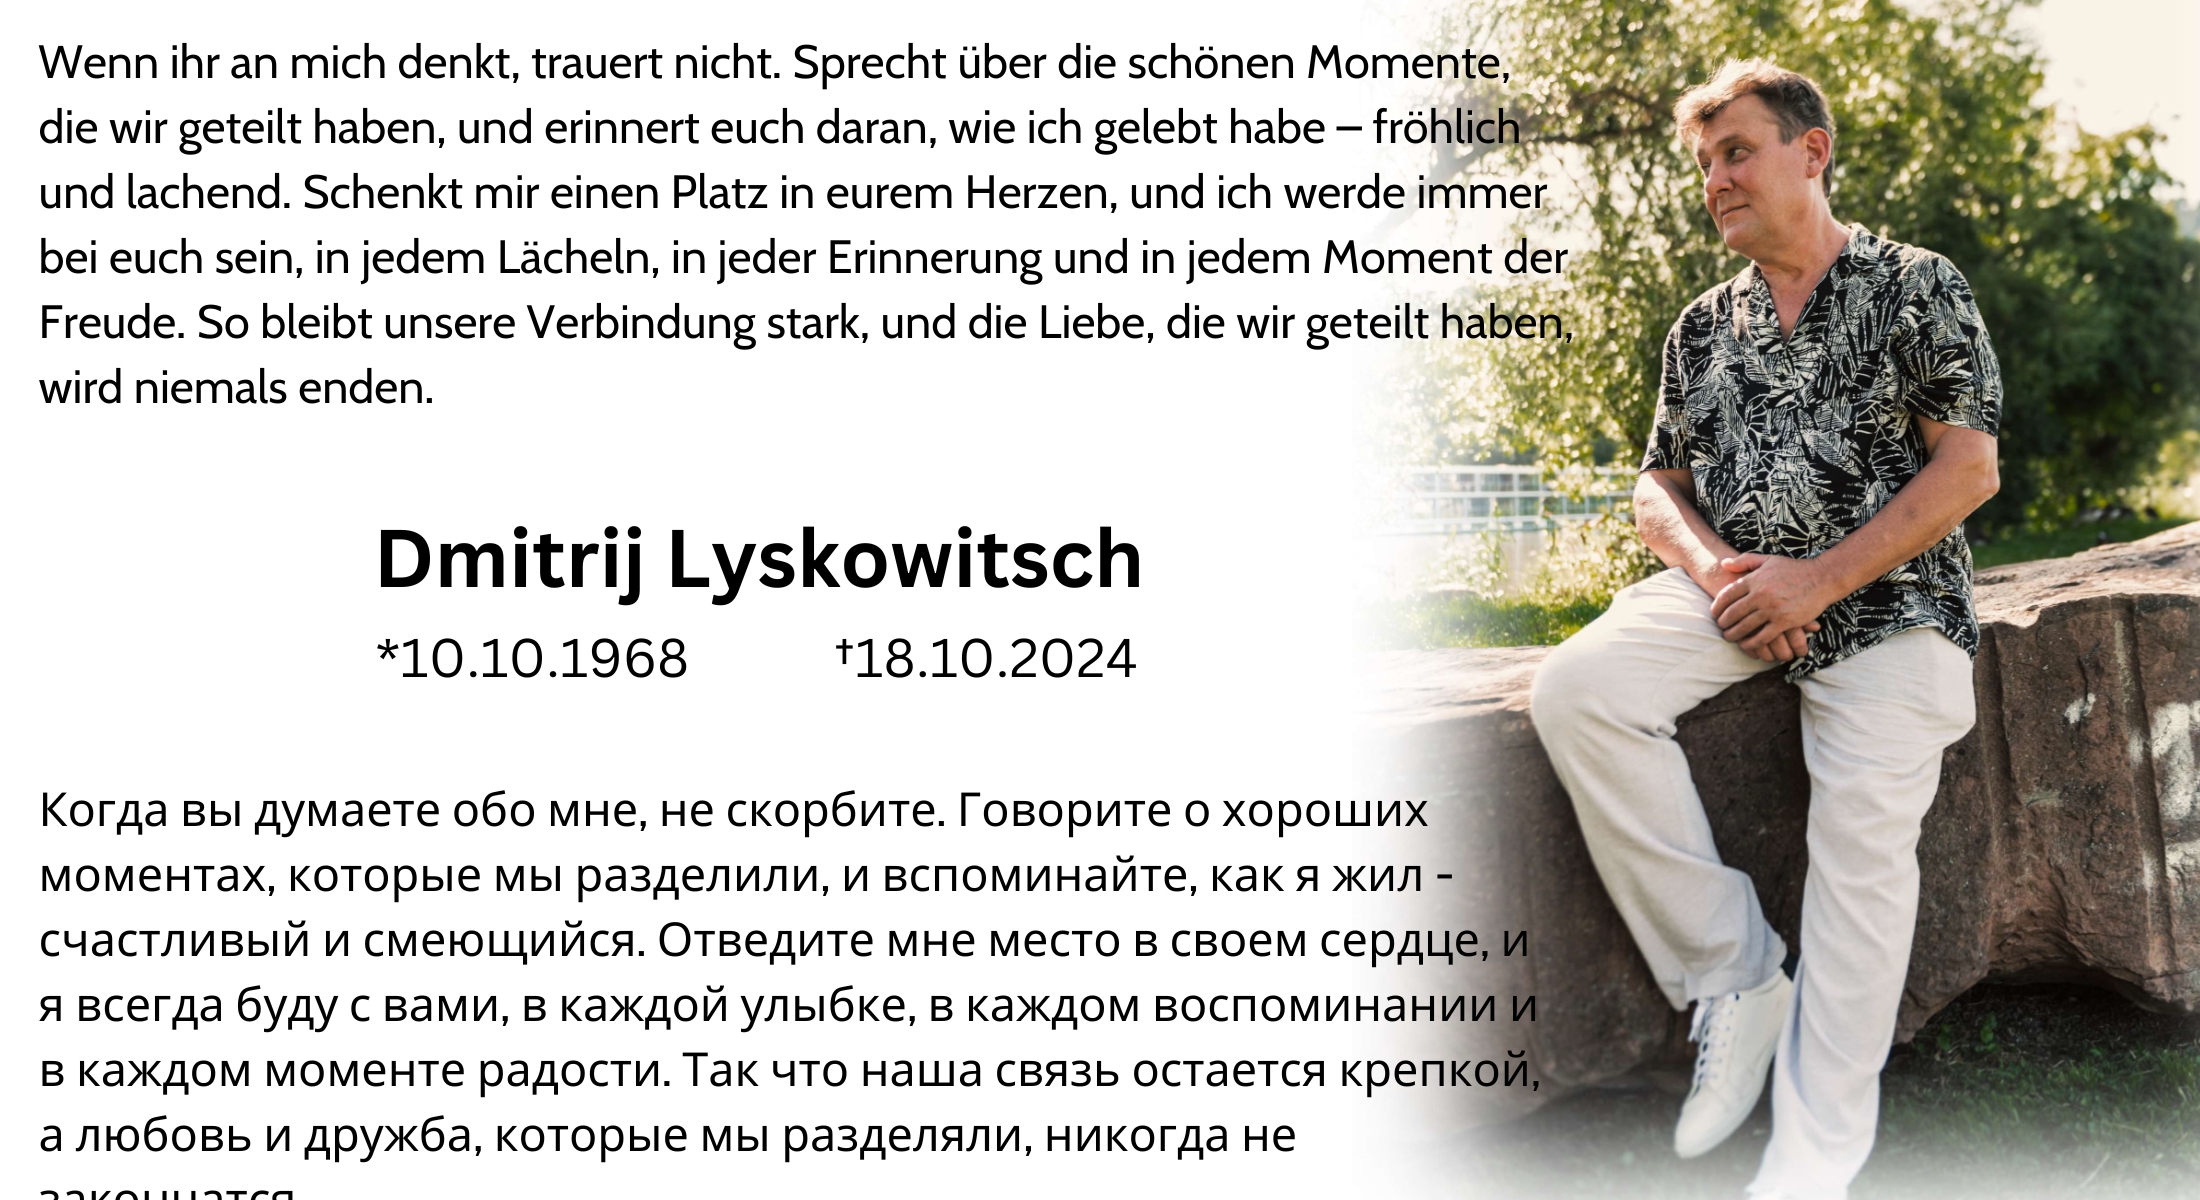 Wenn ihr an mich denkt, trauert nicht. Sprecht über die schönen Momente,
die wir geteilt haben, und erinnert euch daran, wie ich gelebt habe – fröhlich
und lachend. Schenkt mir einen Platz in eurem Herzen, und ich werde immer
bei euch sein, in jedem Lächeln, in jeder Erinnerung und in jedem Moment der
Freude. So bleibt unsere Verbindung stark, und die Liebe, die wir geteilt haben,
wird niemals enden.
Dmitrij Lyskowitsch
*10.10.1968 †18.10.2024
Когда вы думаете обо мне, не скорбите. Говорите о хороших
моментах, которые мы разделили, и вспоминайте, как я жил -
счастливый и смеющийся. Отведите мне место в своем сердце, и
я всегда буду с вами, в каждой улыбке, в каждом воспоминании и
в каждом моменте радости. Так что наша связь остается крепкой,
а любовь и дружба, которые мы разделяли, никогда не
закончатся.